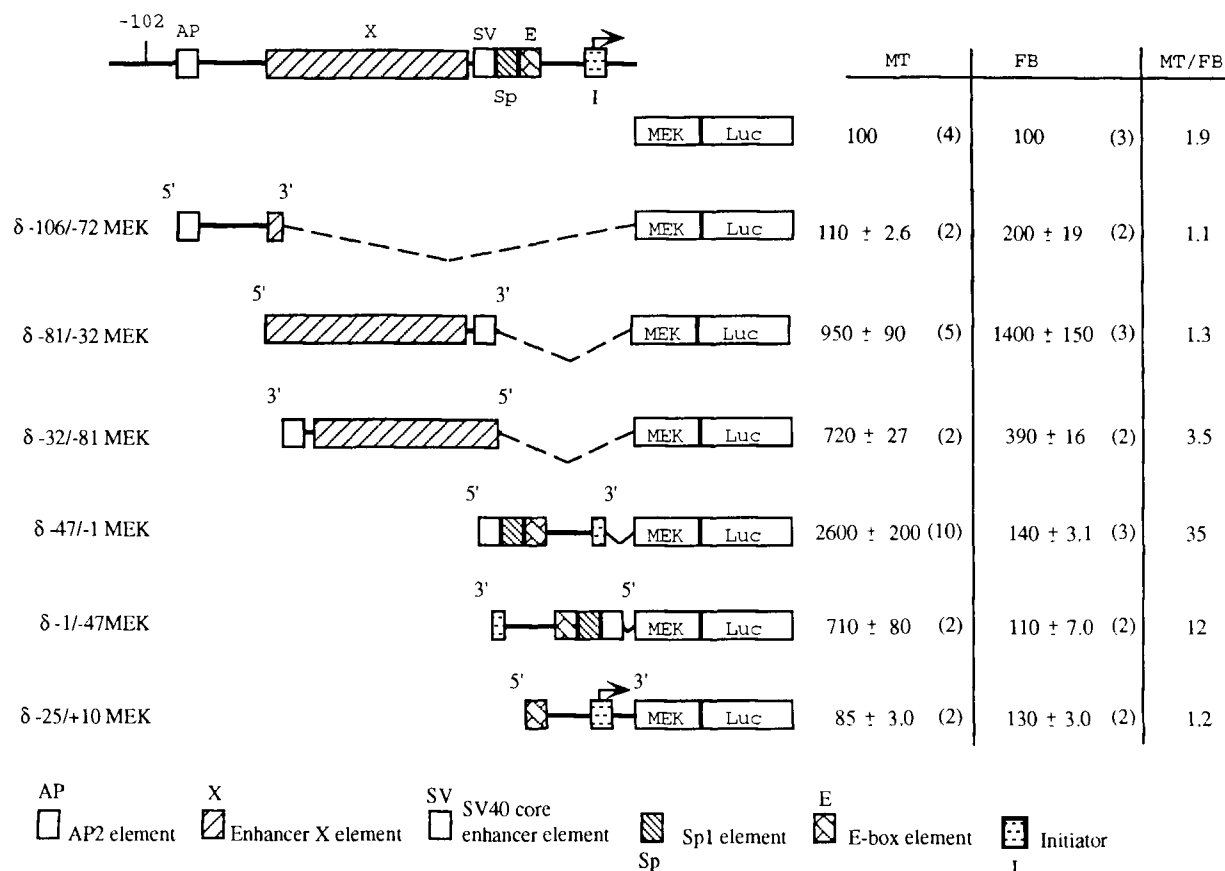 -102 AP X SV E
Sp I
MT FB MT/FB
MEK Luc 100 (4) 100 (3) 1.9
5' 3'
δ -106/-72 MEK MEK Luc 110 ± 2.6 (2) 200 ± 19 (2) 1.1
5' 3'
δ -81/-32 MEK MEK Luc 950 ± 90 (5) 1400 ± 150 (3) 1.3
3' 5'
δ -32/-81 MEK MEK Luc 720 ± 27 (2) 390 ± 16 (2) 3.5
5' 3'
δ -47/-1 MEK MEK Luc 2600 ± 200 (10) 140 ± 3.1 (3) 35
3' 5'
δ -1/-47MEK MEK Luc 710 ± 80 (2) 110 ± 7.0 (2) 12
5' 3'
δ -25/+10 MEK MEK Luc 85 ± 3.0 (2) 130 ± 3.0 (2) 1.2
AP
AP2 element
X
Enhancer X element
SV
SV40 core
enhancer element
Sp1 element
Sp
E
E-box element
Initiator
I